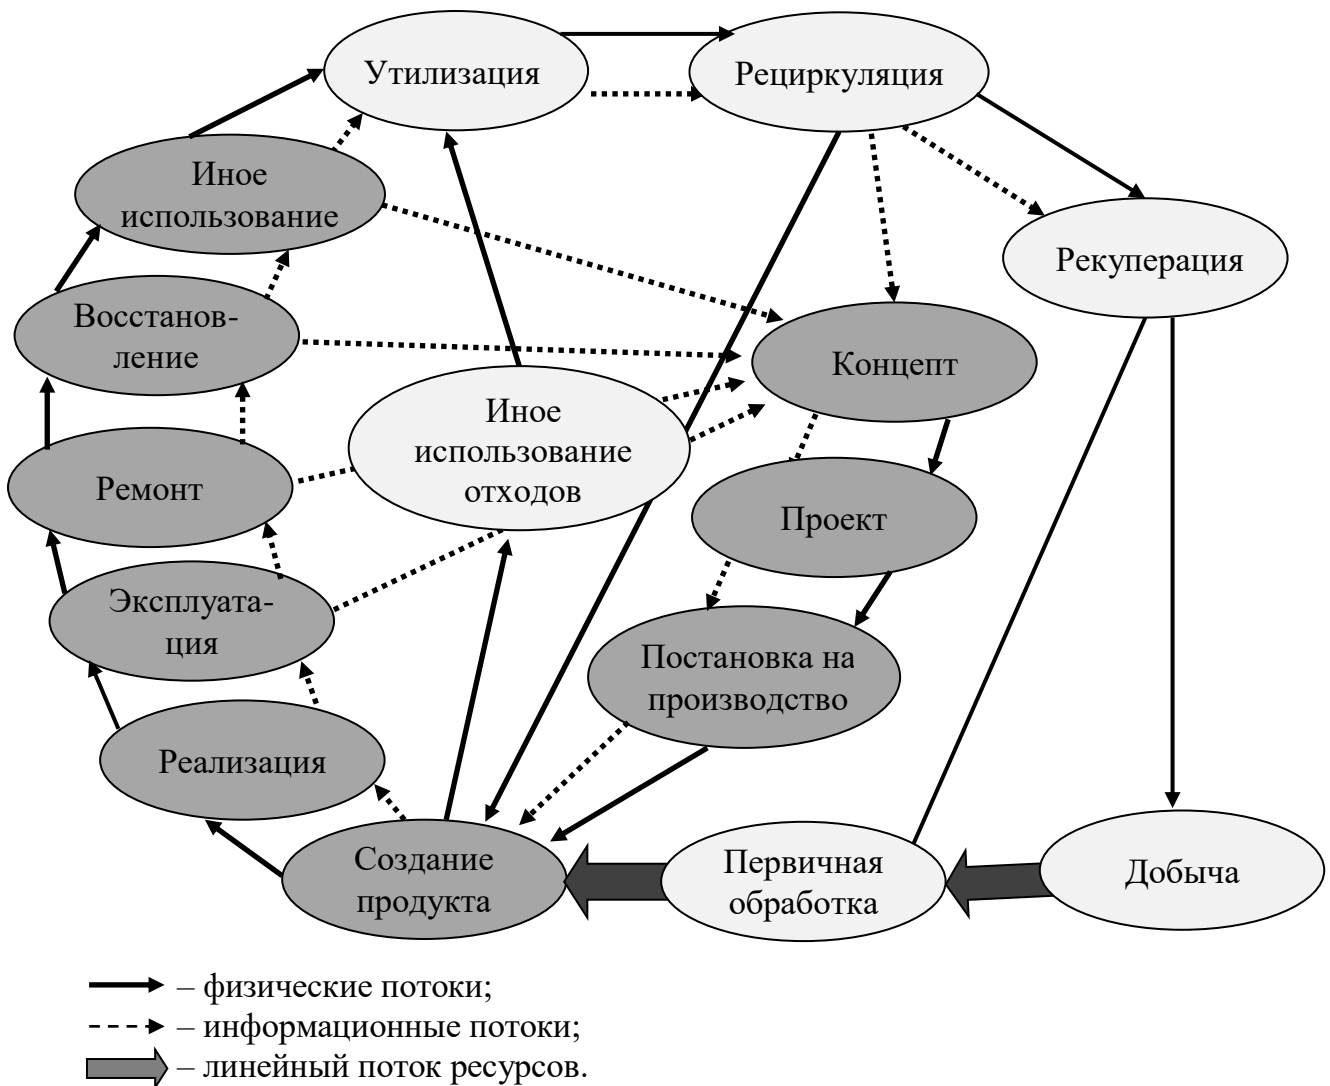 Утилизация
Рециркуляция
Иное
использование
Рекуперация
Восстанов-
ление
Концепт
Иное
использование
отходов
Ремонт
Проект
Эксплуата-
ция
Постановка на
производство
Реализация
Создание
продукта
Первичная
обработка
Добыча
– физические потоки;
– информационные потоки;
– линейный поток ресурсов.